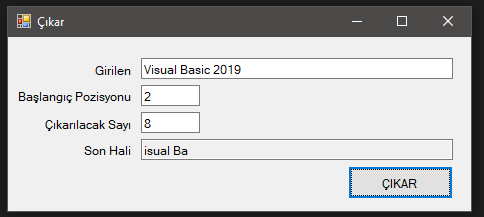 Çıkar
Girilen Visual Basic 2019
Başlangıç Pozisyonu 2
Çıkarılacak Sayı 8
Son Hali isual Ba
ÇIKAR